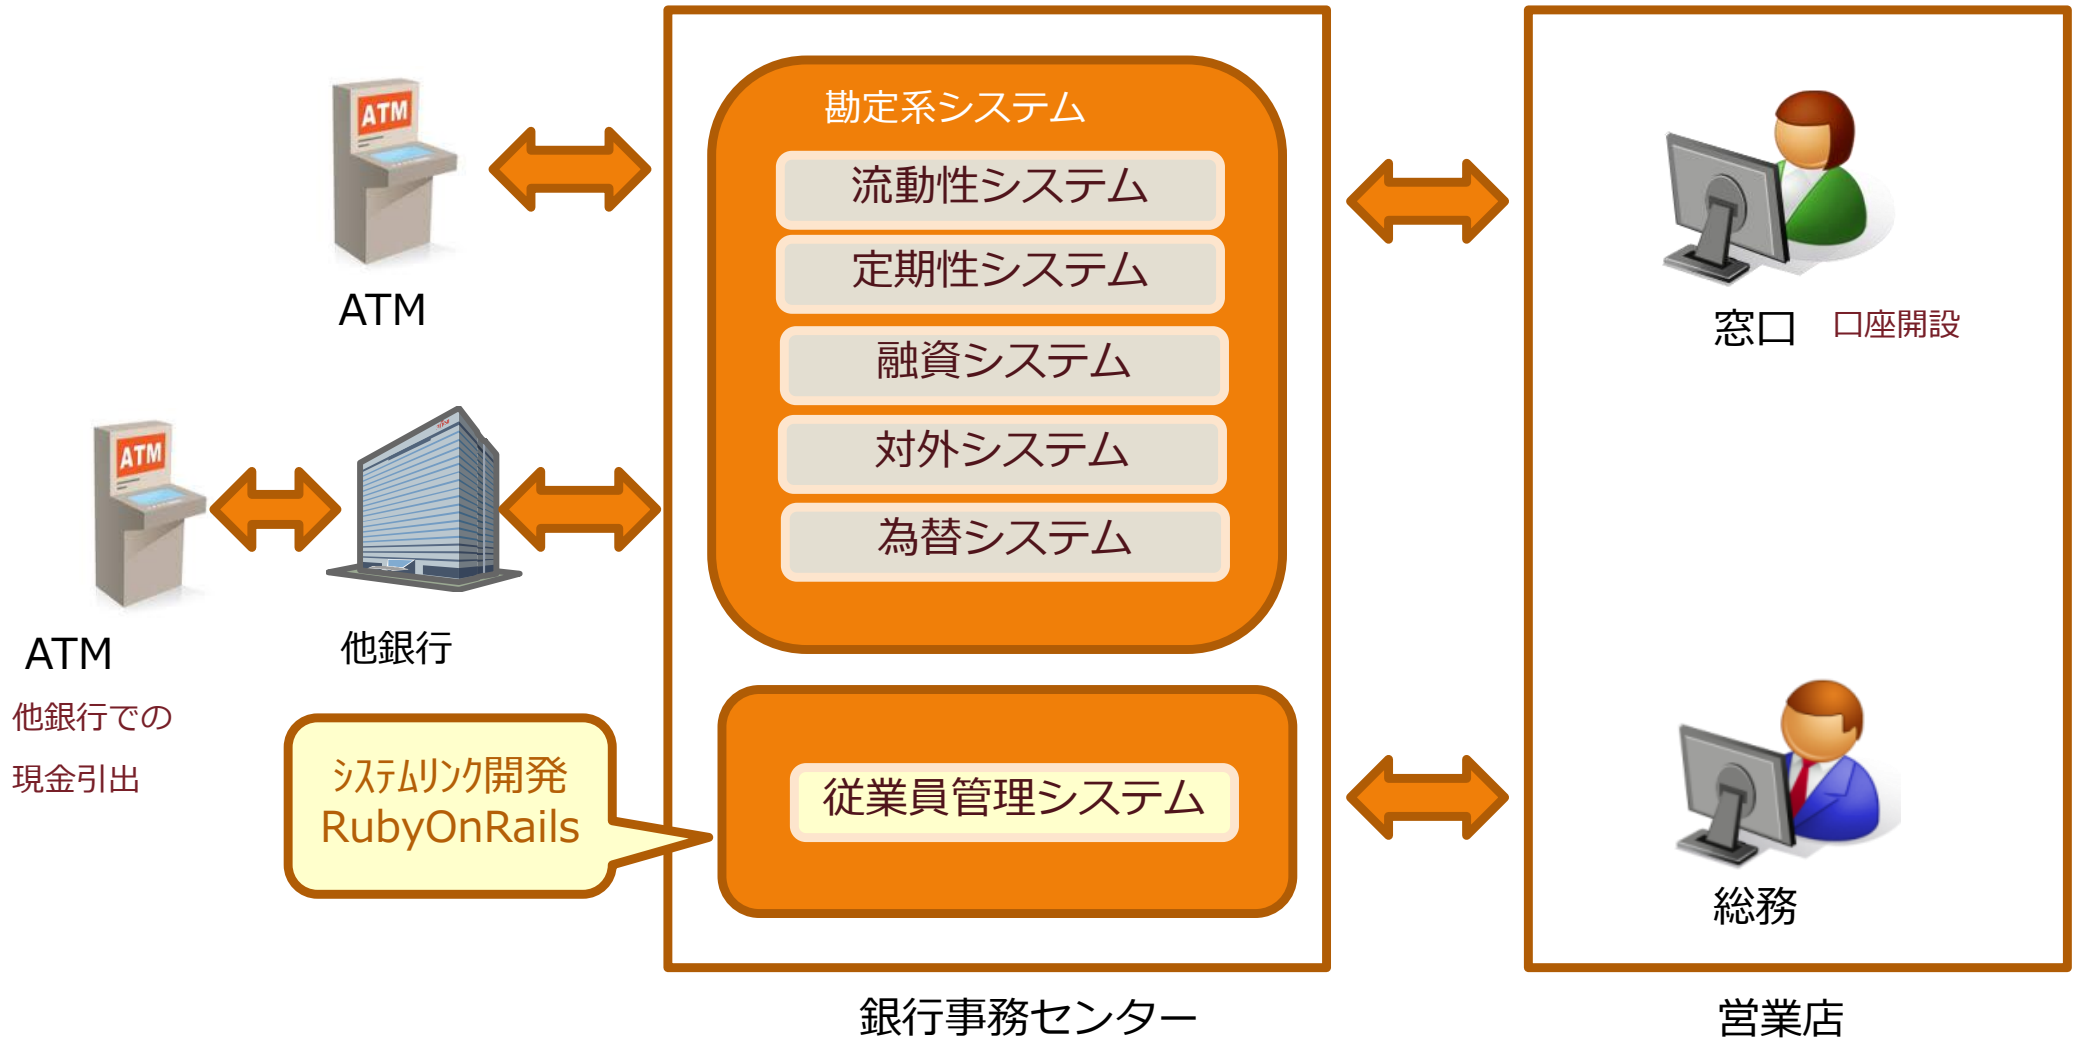 勘定系システム
流動性システム
定期性システム
融資システム
対外システム
為替システム
ATM
ATM
窓口 口座開設
ATM
ATM
他銀行での
現金引出
他銀行
ｼｽﾃﾑﾘﾝｸ開発
RubyOnRails
従業員管理システム
総務
銀行事務センター
営業店